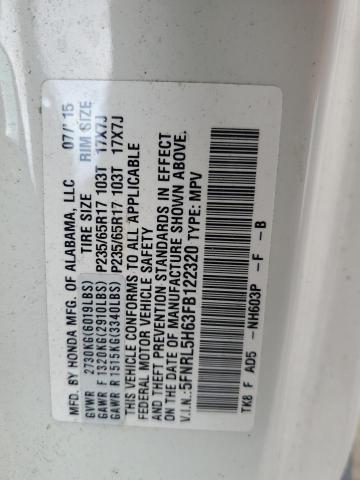 MFD. BY HONDA MFG. OF ALABAMA, LLC 07/ 15
GVWR 2730KG(6019LBS) TIRE SIZE RIM SIZE
GAWR F 1320KG(2910LBS) P235/65R17 103T 17X7J
GAWR R 1515KG(3340LBS) P235/65R17 103T 17X7J
THIS VEHICLE CONFORMS TO ALL APPLICABLE
FEDERAL MOTOR VEHICLE SAFETY
AND THEFT PREVENTION STANDARDS IN EFFECT
ON THE DATE OF MANUFACTURE SHOWN ABOVE.
V.I.N.: 5FNRL5H63FB122320 TYPE: MPV
TK8 F AD5 - NH603P - F - B